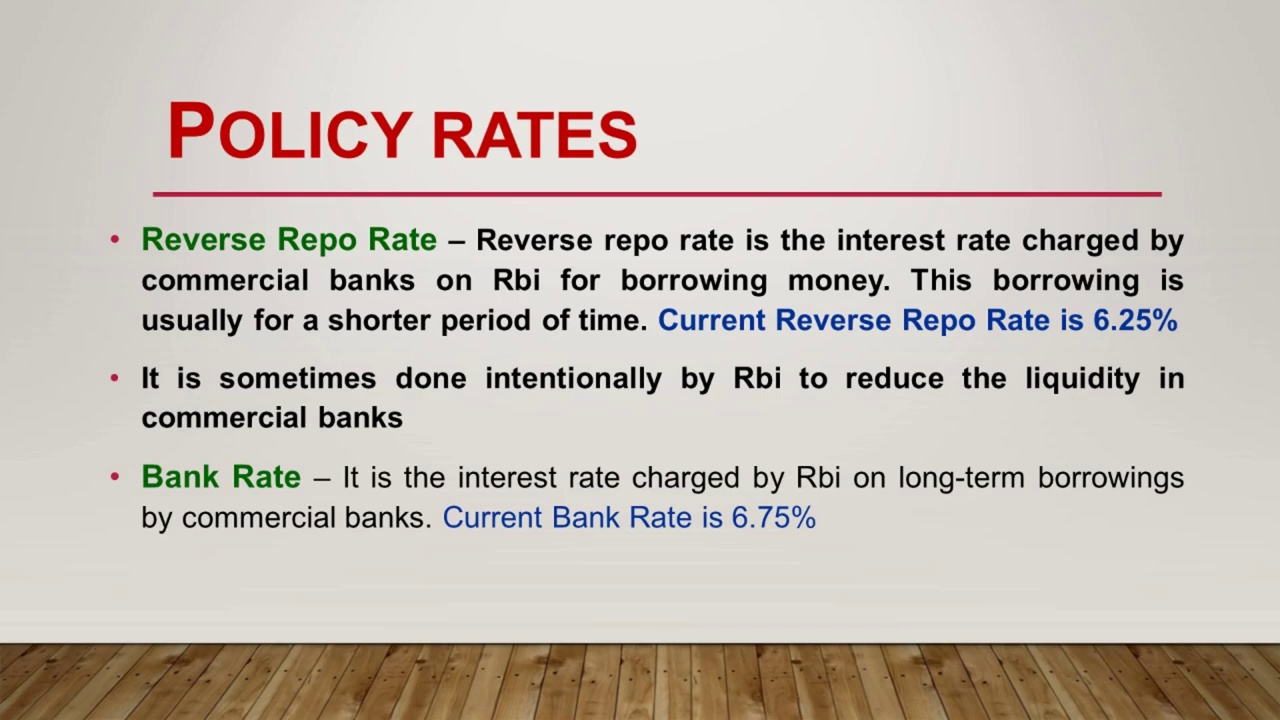 POLICY RATES
• Reverse Repo Rate – Reverse repo rate is the interest rate charged by
commercial banks on Rbi for borrowing money. This borrowing is
usually for a shorter period of time. Current Reverse Repo Rate is 6.25%
• It is sometimes done intentionally by Rbi to reduce the liquidity in
commercial banks
• Bank Rate – It is the interest rate charged by Rbi on long-term borrowings
by commercial banks. Current Bank Rate is 6.75%